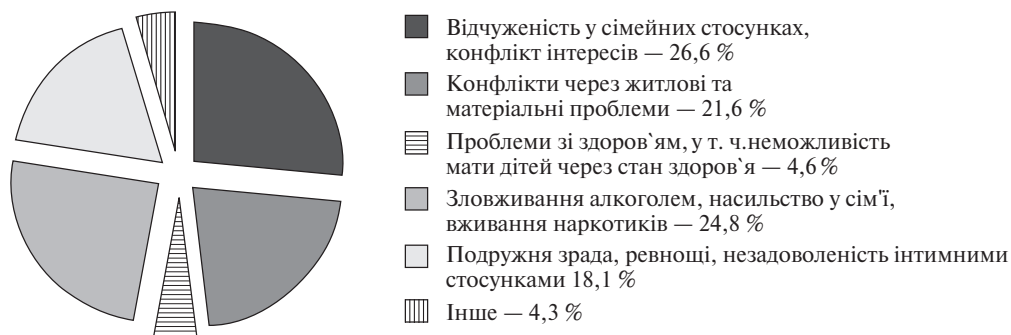 Відчуженість у сімейних стосунках,
конфлікт інтересів — 26,6 %
Конфлікти через житлові та
матеріальні проблеми — 21,6 %
Проблеми зі здоров`ям, у т. ч.неможливість
мати дітей через стан здоров`я — 4,6%
Зловживання алкоголем, насильство у сім'ї,
вживання наркотиків — 24,8 %
Подружня зрада, ревнощі, незадоволеність інтимними
стосунками 18,1 %
Інше — 4,3 %